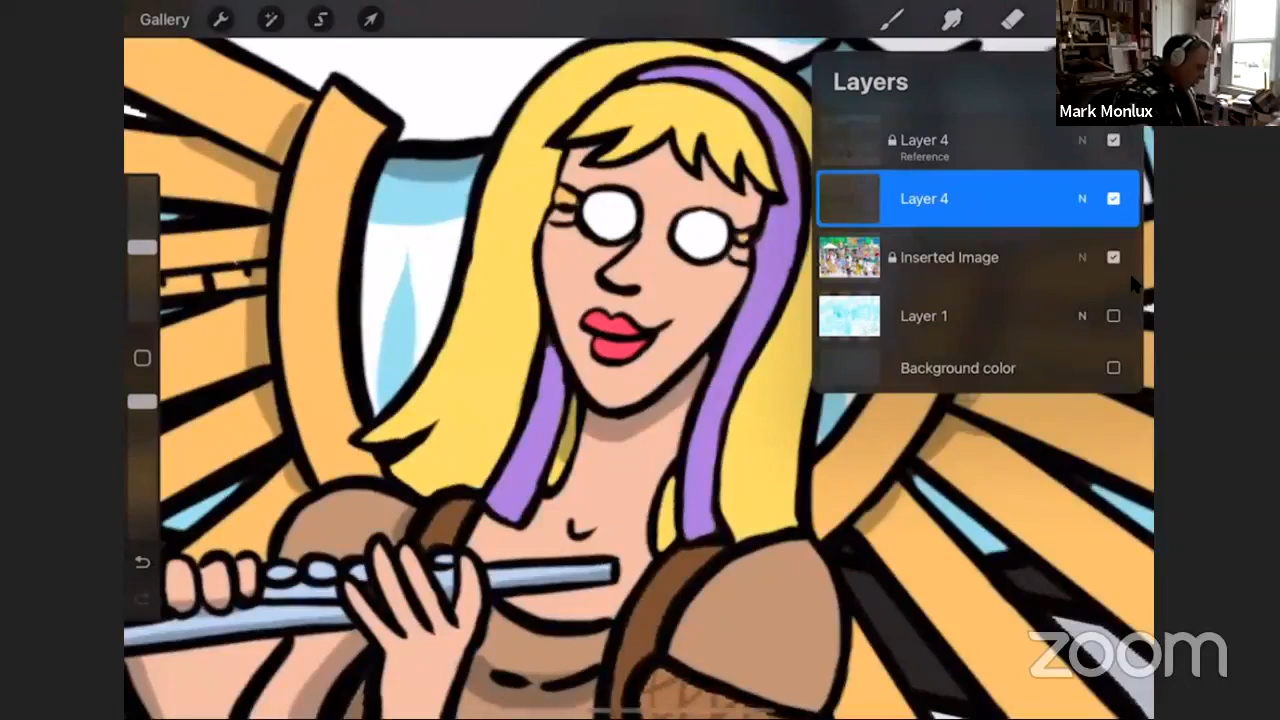 Gallery
Layers
Mark Monlux
Layer 4 N
Reference
Layer 4 N
Inserted Image N
Layer 1 N
Background color
zoom